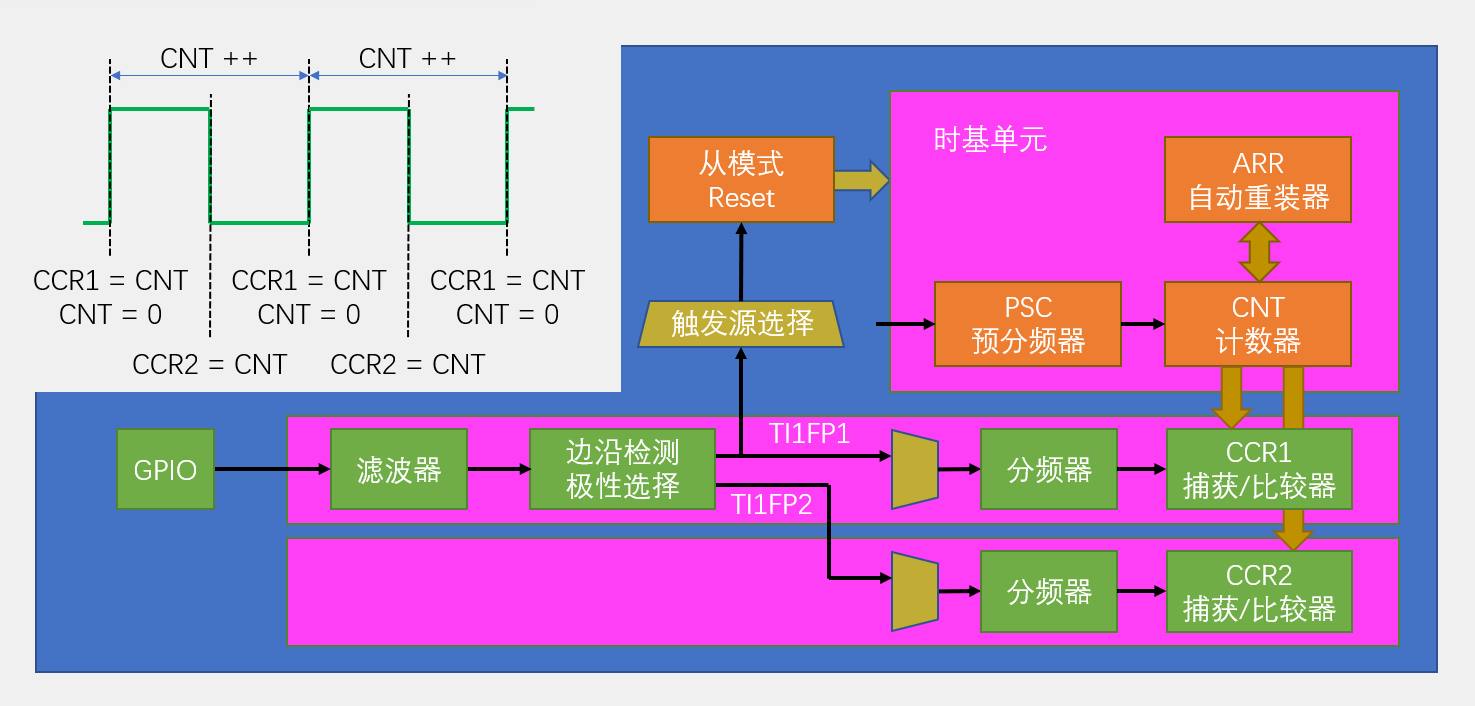 CNT ++
CNT ++
CCR1 = CNT
CNT = 0
CCR1 = CNT
CNT = 0
CCR1 = CNT
CNT = 0
CCR2 = CNT
CCR2 = CNT
从模式
Reset
时基单元
ARR
自动重装器
触发源选择
PSC
预分频器
CNT
计数器
GPIO
滤波器
边沿检测
极性选择
TI1FP1
TI1FP2
分频器
CCR1
捕获/比较器
分频器
CCR2
捕获/比较器